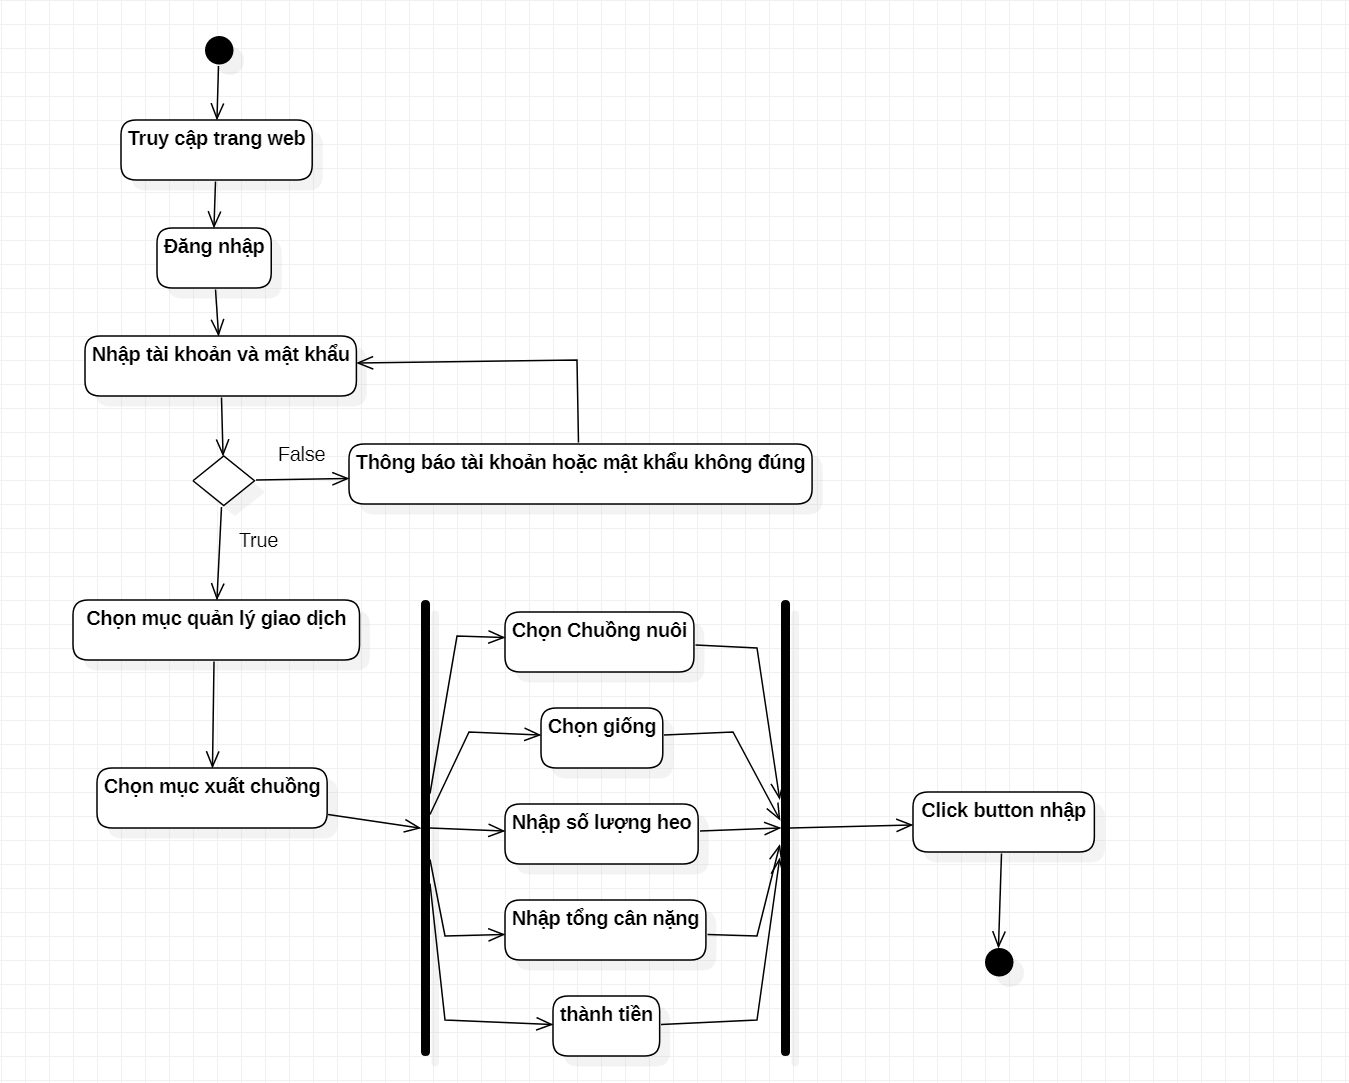 Truy cập trang web
Đăng nhập
Nhập tài khoản và mật khẩu
False
Thông báo tài khoản hoặc mật khẩu không đúng
True
Chọn mục quản lý giao dịch
Chọn mục xuất chuồng
Chọn Chuồng nuôi
Chọn giống
Nhập số lượng heo
Nhập tổng cân nặng
thành tiền
Click button nhập